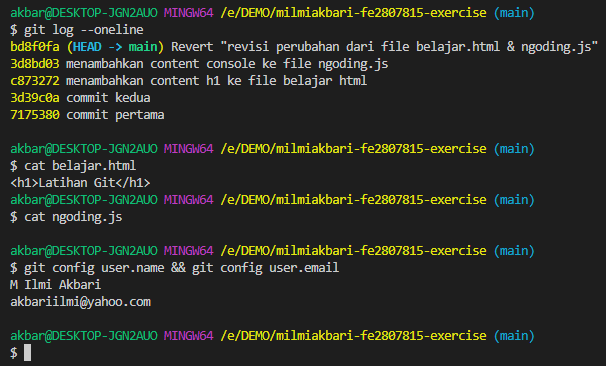 akbar@DESKTOP-JGN2AUO MINGW64 /e/DEMO/milmiakbari-fe2807815-exercise (main)
$ git log --oneline
bd8f0fa (HEAD -> main) Revert "revisi perubahan dari file belajar.html & ngoding.js"
3d8bd03 menambahkan content console ke file ngoding.js
c873272 menambahkan content h1 ke file belajar html
3d39c0a commit kedua
7175380 commit pertama
akbar@DESKTOP-JGN2AUO MINGW64 /e/DEMO/milmiakbari-fe2807815-exercise (main)
$ cat belajar.html
<h1>Latihan Git</h1>
akbar@DESKTOP-JGN2AUO MINGW64 /e/DEMO/milmiakbari-fe2807815-exercise (main)
$ cat ngoding.js
akbar@DESKTOP-JGN2AUO MINGW64 /e/DEMO/milmiakbari-fe2807815-exercise (main)
$ git config user.name && git config user.email
M Ilmi Akbari
akbariilmi@yahoo.com
akbar@DESKTOP-JGN2AUO MINGW64 /e/DEMO/milmiakbari-fe2807815-exercise (main)
$